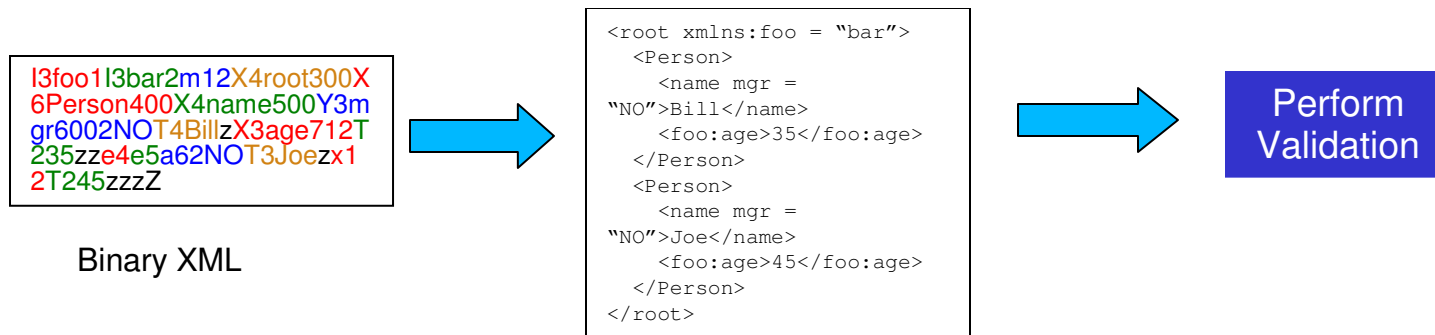 I3foo1I3bar2m12X4root300X
6Person400X4name500Y3m
gr6002NOT4BillzX3age712T
235zze4e5a62NOT3Joezx1
2T245zzzZ
Binary XML
<root xmlns:foo = “bar”>
  <Person>
    <name mgr =
“NO”>Bill</name>
    <foo:age>35</foo:age>
  </Person>
  <Person>
    <name mgr =
“NO”>Joe</name>
    <foo:age>45</foo:age>
  </Person>
</root>
Perform
Validation